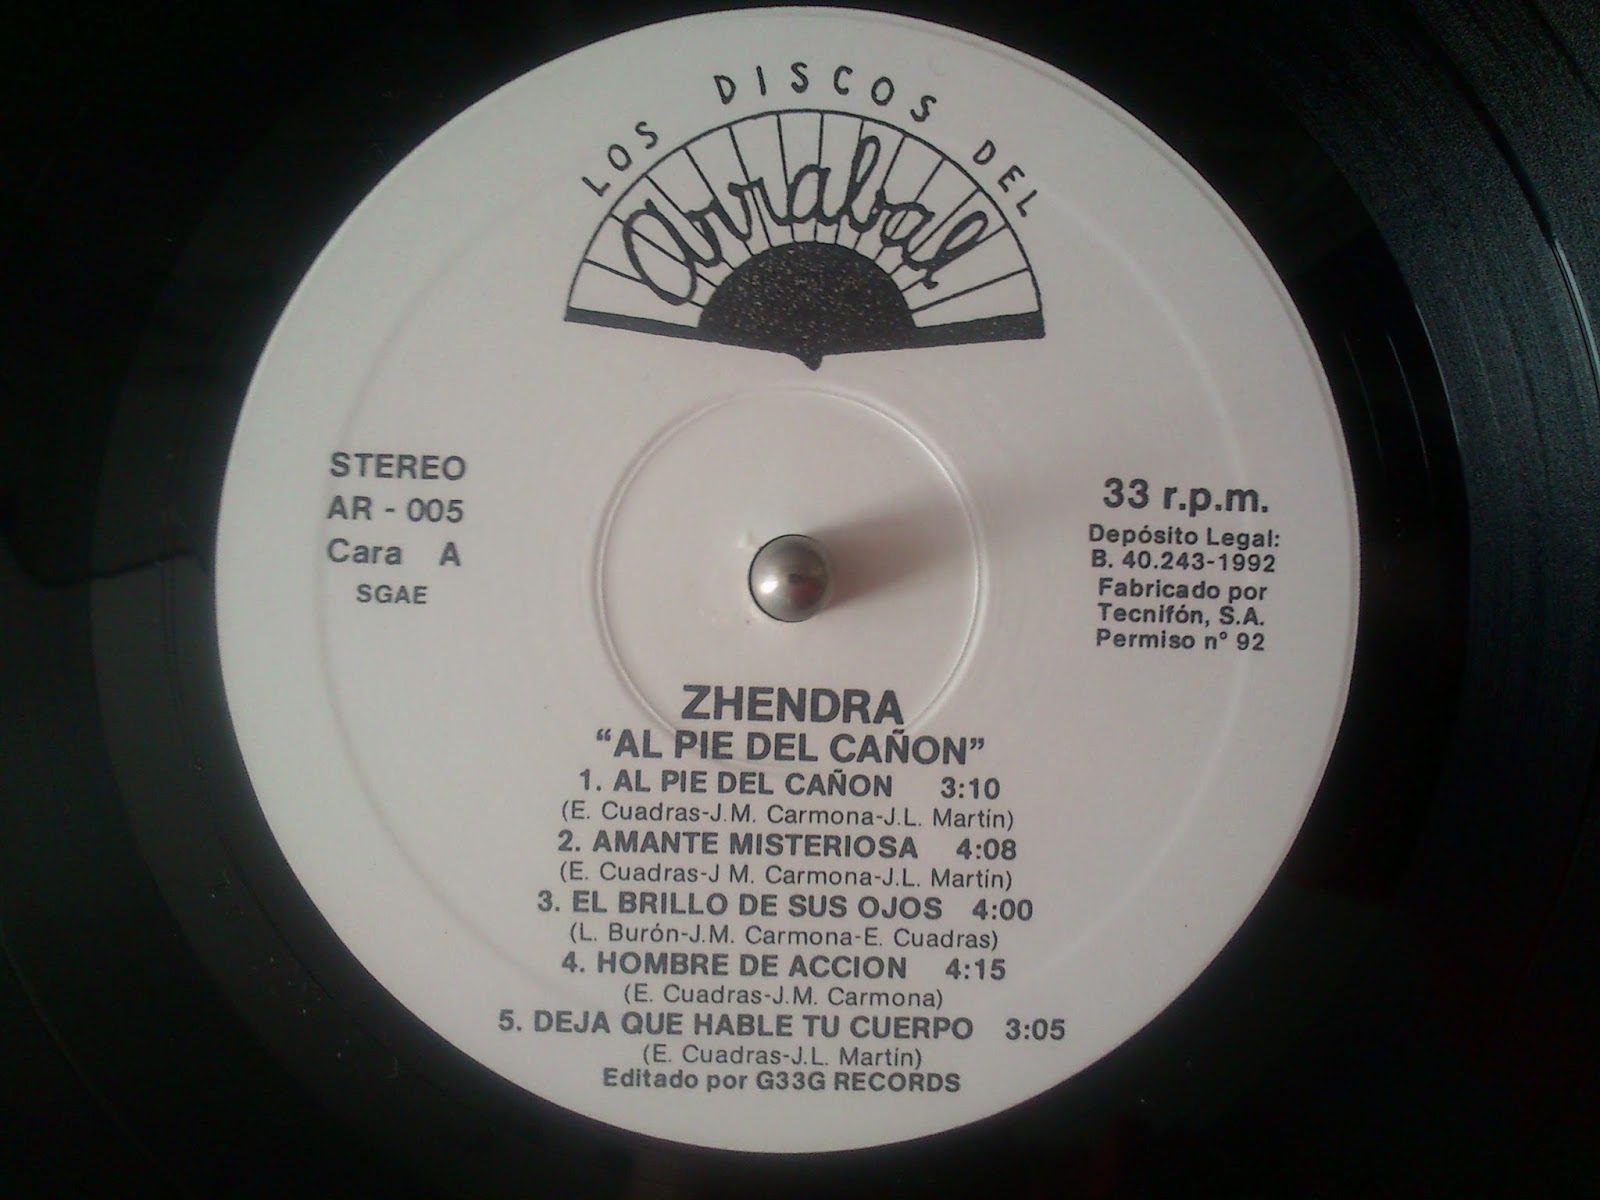 LOS DISCOS DEL
Arrabal
STEREO
AR - 005
Cara A
SGAE
33 r.p.m.
Depósito Legal:
B. 40.243-1992
Fabricado por
Tecnifón, S.A.
Permiso nº 92
ZHENDRA
“AL PIE DEL CAÑON”
1. AL PIE DEL CAÑON 3:10
(E. Cuadras-J.M. Carmona-J.L. Martín)
2. AMANTE MISTERIOSA 4:08
(E. Cuadras-J M. Carmona-J.L. Martín)
3. EL BRILLO DE SUS OJOS 4:00
(L. Burón-J.M. Carmona-E. Cuadras)
4. HOMBRE DE ACCION 4:15
(E. Cuadras-J.M. Carmona)
5. DEJA QUE HABLE TU CUERPO 3:05
(E. Cuadras-J.L. Martín)
Editado por G33G RECORDS